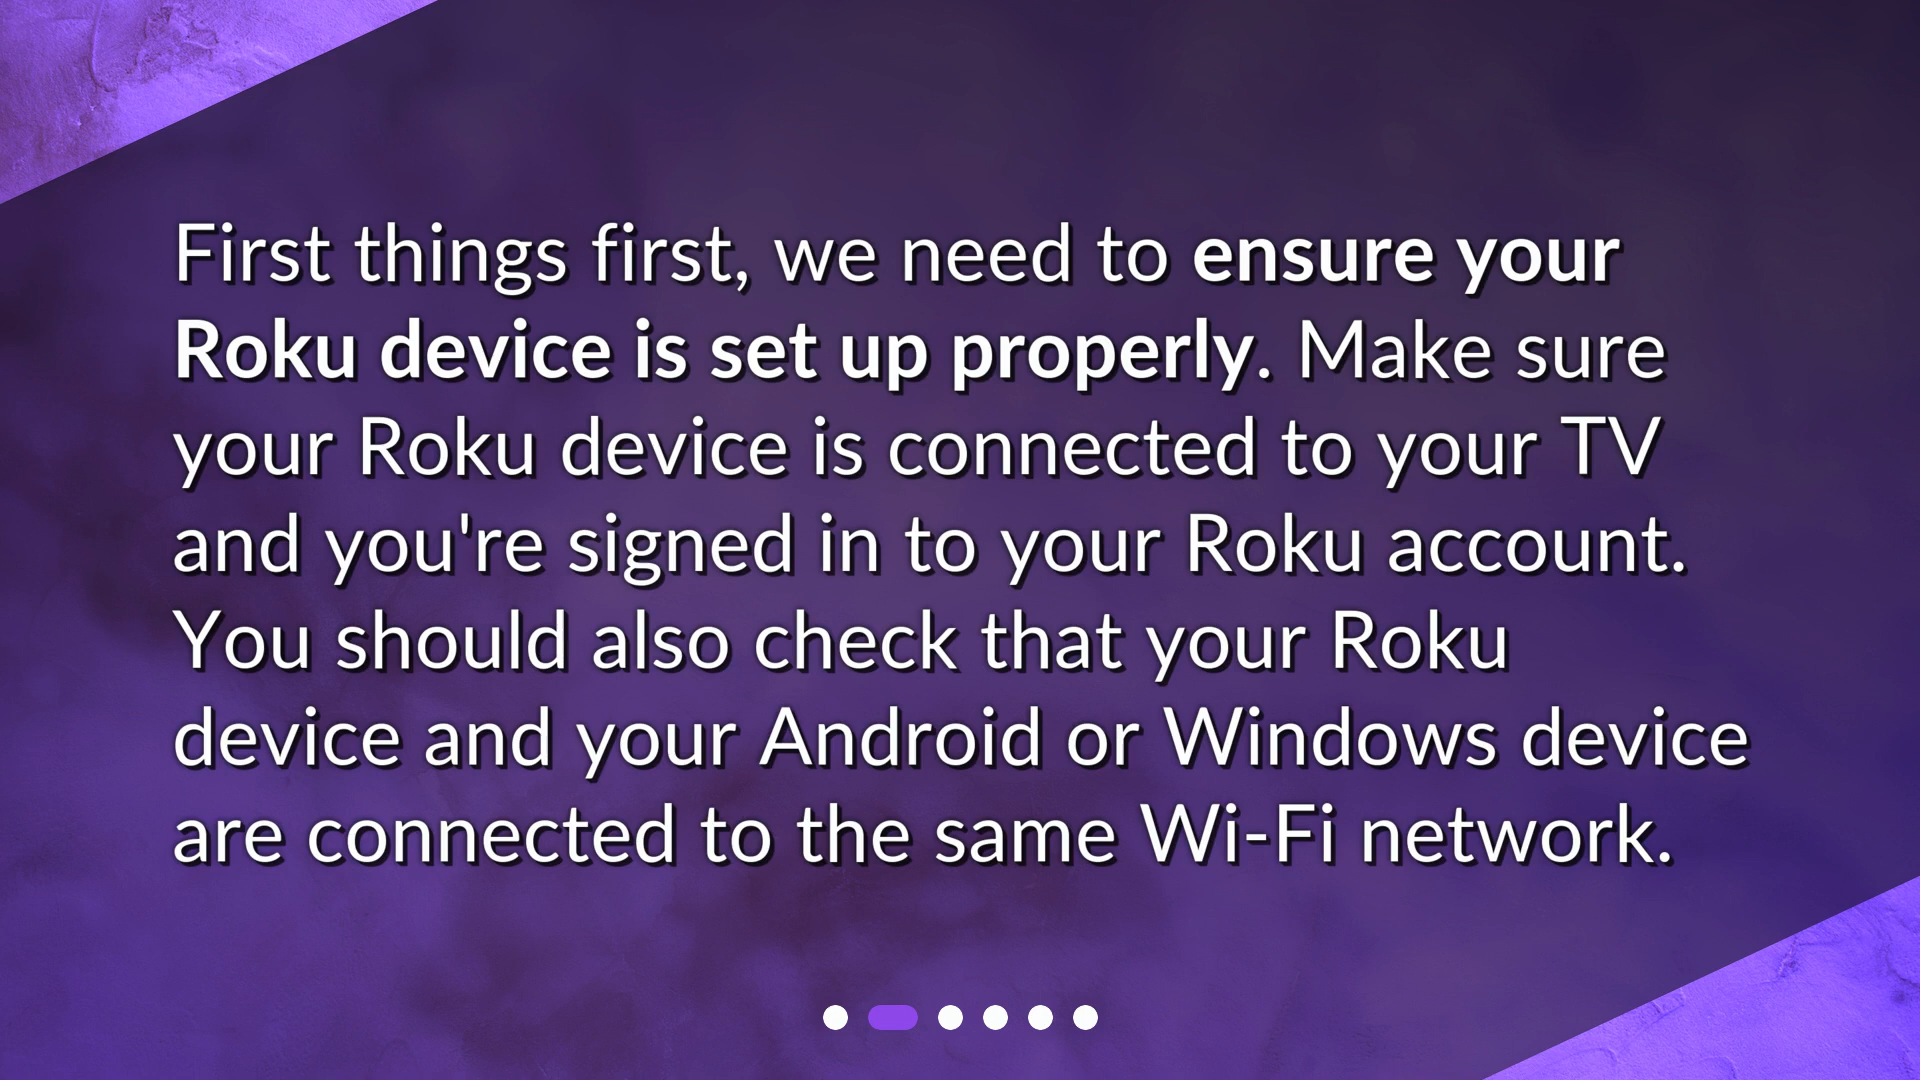 First things first, we need to ensure your
Roku device is set up properly. Make sure
your Roku device is connected to your TV
and you're signed in to your Roku account.
You should also check that your Roku
device and your Android or Windows device
are connected to the same Wi-Fi network.